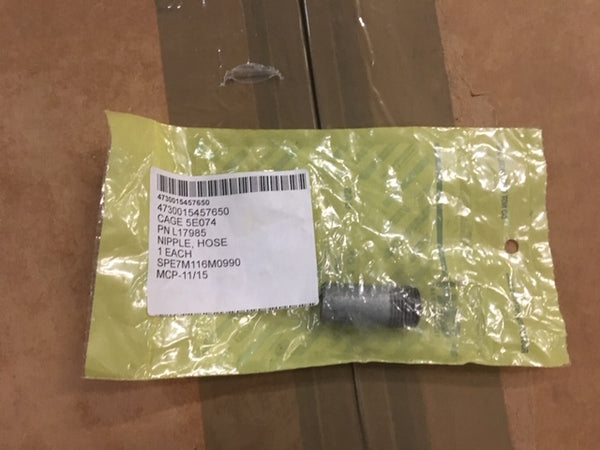 4730015457650
4730015457650
CAGE 5E074
PN L17985
NIPPLE, HOSE
1 EACH
SPE7M116M0990
MCP-11/15